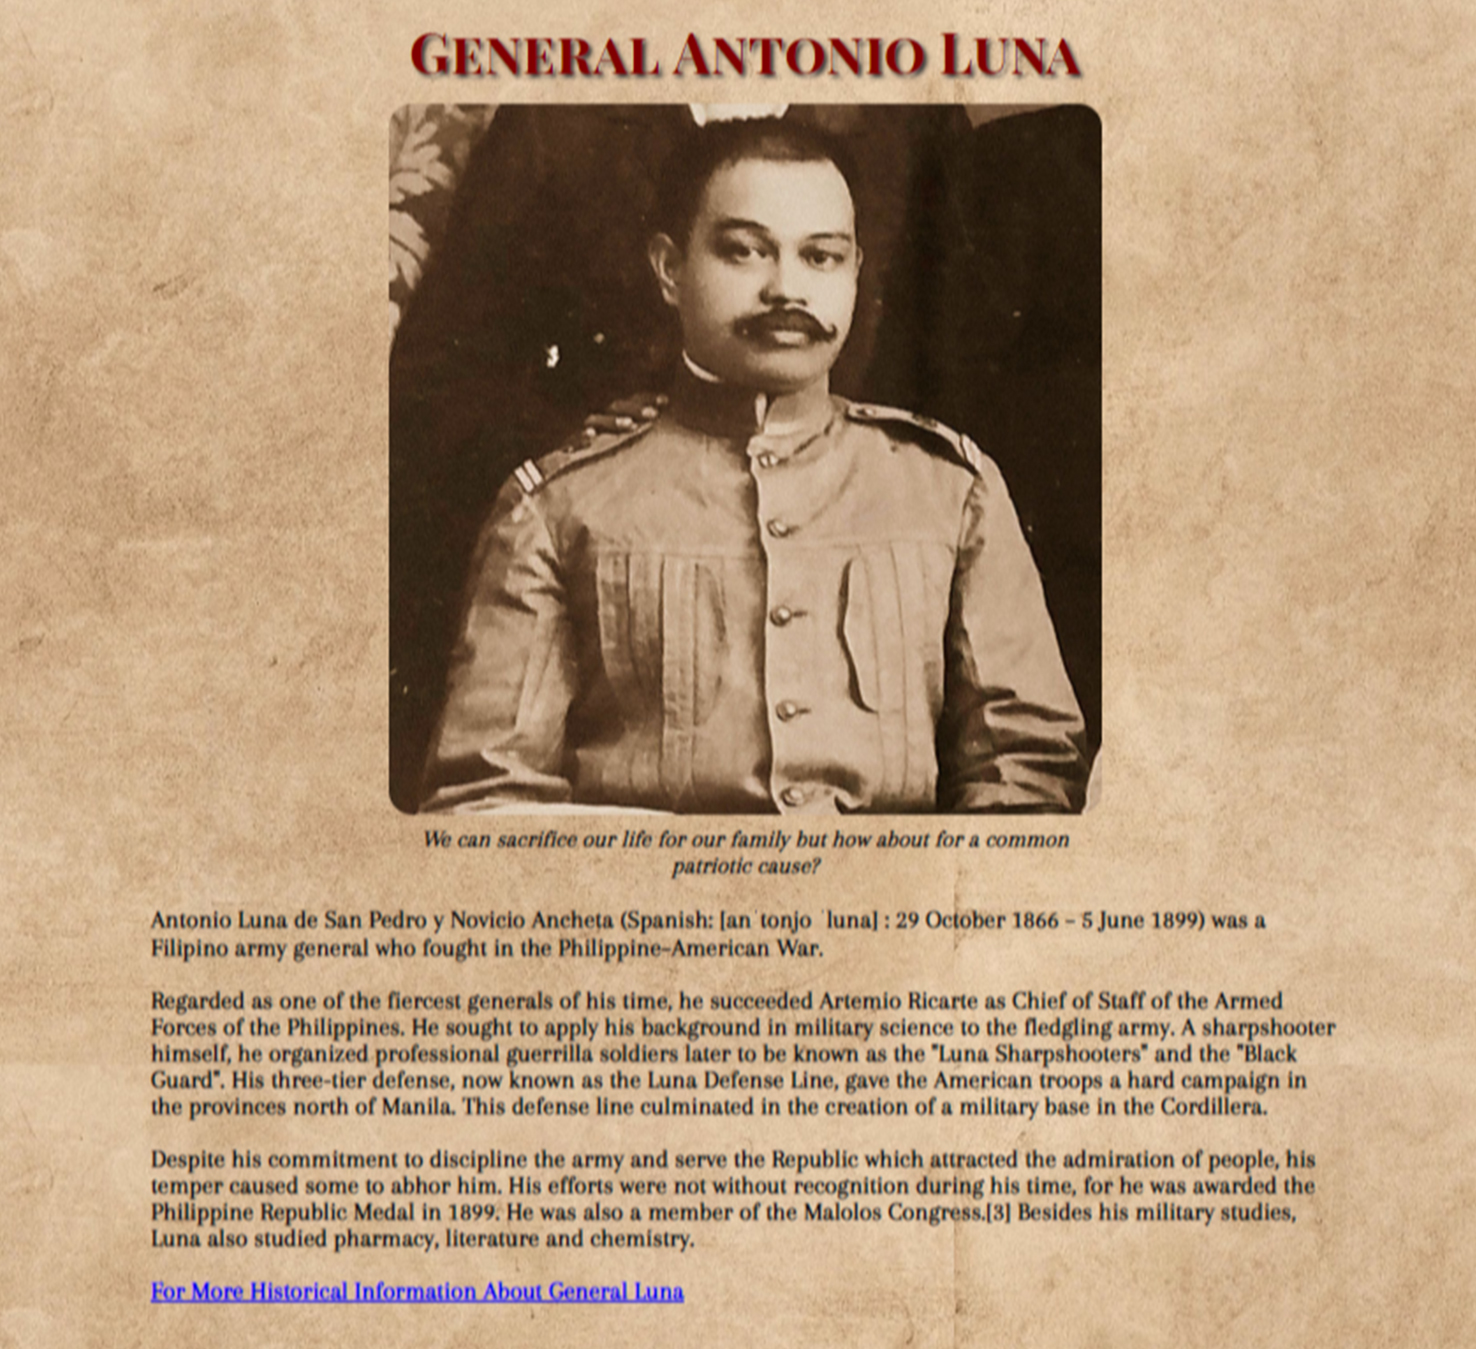 GENERAL ANTONIO LUNA
We can sacrifice our life for our family but how about for a common
patriotic cause?
Antonio Luna de San Pedro y Novicio Ancheta (Spanish: [anˈtonjo ˈluna] : 29 October 1866 – 5 June 1899) was a
Filipino army general who fought in the Philippine–American War.
Regarded as one of the fiercest generals of his time, he succeeded Artemio Ricarte as Chief of Staff of the Armed
Forces of the Philippines. He sought to apply his background in military science to the fledgling army. A sharpshooter
himself, he organized professional guerrilla soldiers later to be known as the "Luna Sharpshooters" and the "Black
Guard". His three-tier defense, now known as the Luna Defense Line, gave the American troops a hard campaign in
the provinces north of Manila. This defense line culminated in the creation of a military base in the Cordillera.
Despite his commitment to discipline the army and serve the Republic which attracted the admiration of people, his
temper caused some to abhor him. His efforts were not without recognition during his time, for he was awarded the
Philippine Republic Medal in 1899. He was also a member of the Malolos Congress.[3] Besides his military studies,
Luna also studied pharmacy, literature and chemistry.
For More Historical Information About General Luna